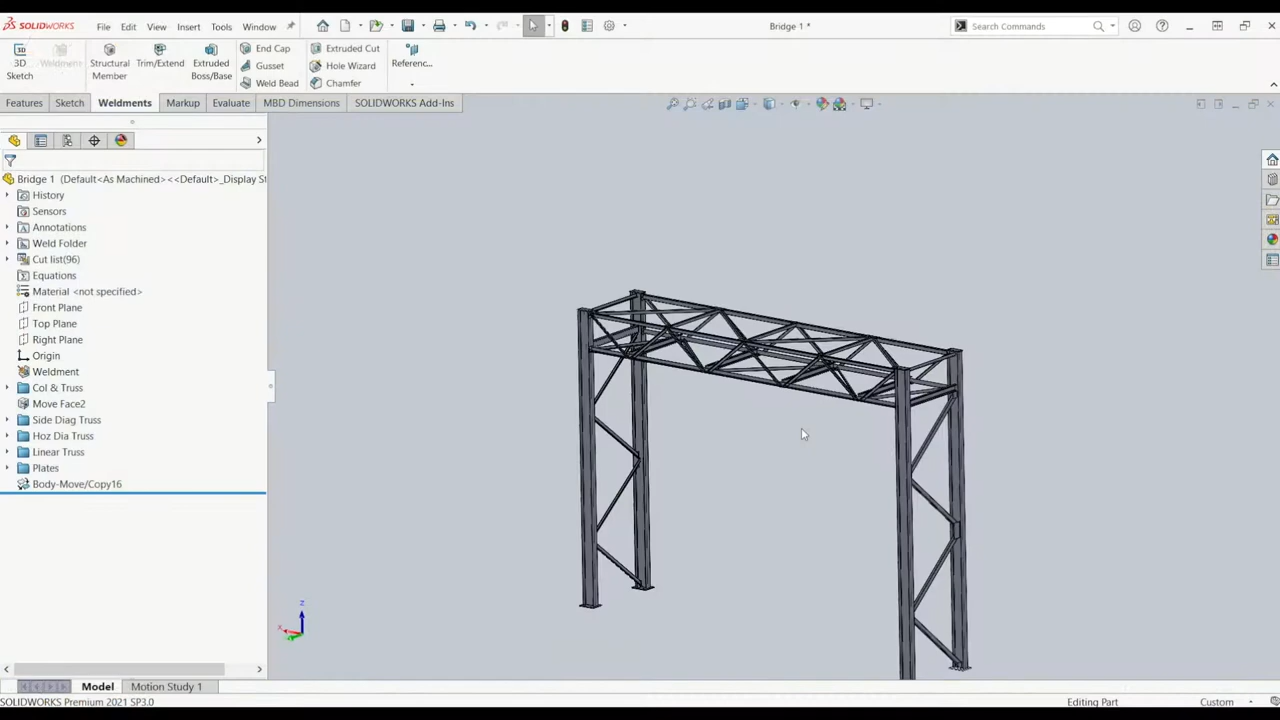 SOLIDWORKS File Edit View Insert Tools Window Bridge 1 * Search Commands
3D Sketch
Weldments
Structural Member
Trim/Extend
Extruded Boss/Base
End Cap
Gusset
Weld Bead
Extruded Cut
Hole Wizard
Chamfer
Referenc...
Features Sketch Weldments Markup Evaluate MBD Dimensions SOLIDWORKS Add-Ins
Bridge 1 (Default<As Machined><<Default>_Display St
History
Sensors
Annotations
Weld Folder
Cut list(96)
Equations
Material <not specified>
Front Plane
Top Plane
Right Plane
Origin
Weldment
Col & Truss
Move Face2
Side Diag Truss
Hoz Dia Truss
Linear Truss
Plates
Body-Move/Copy16
z
x
Model Motion Study 1
SOLIDWORKS Premium 2021 SP3.0 Editing Part Custom